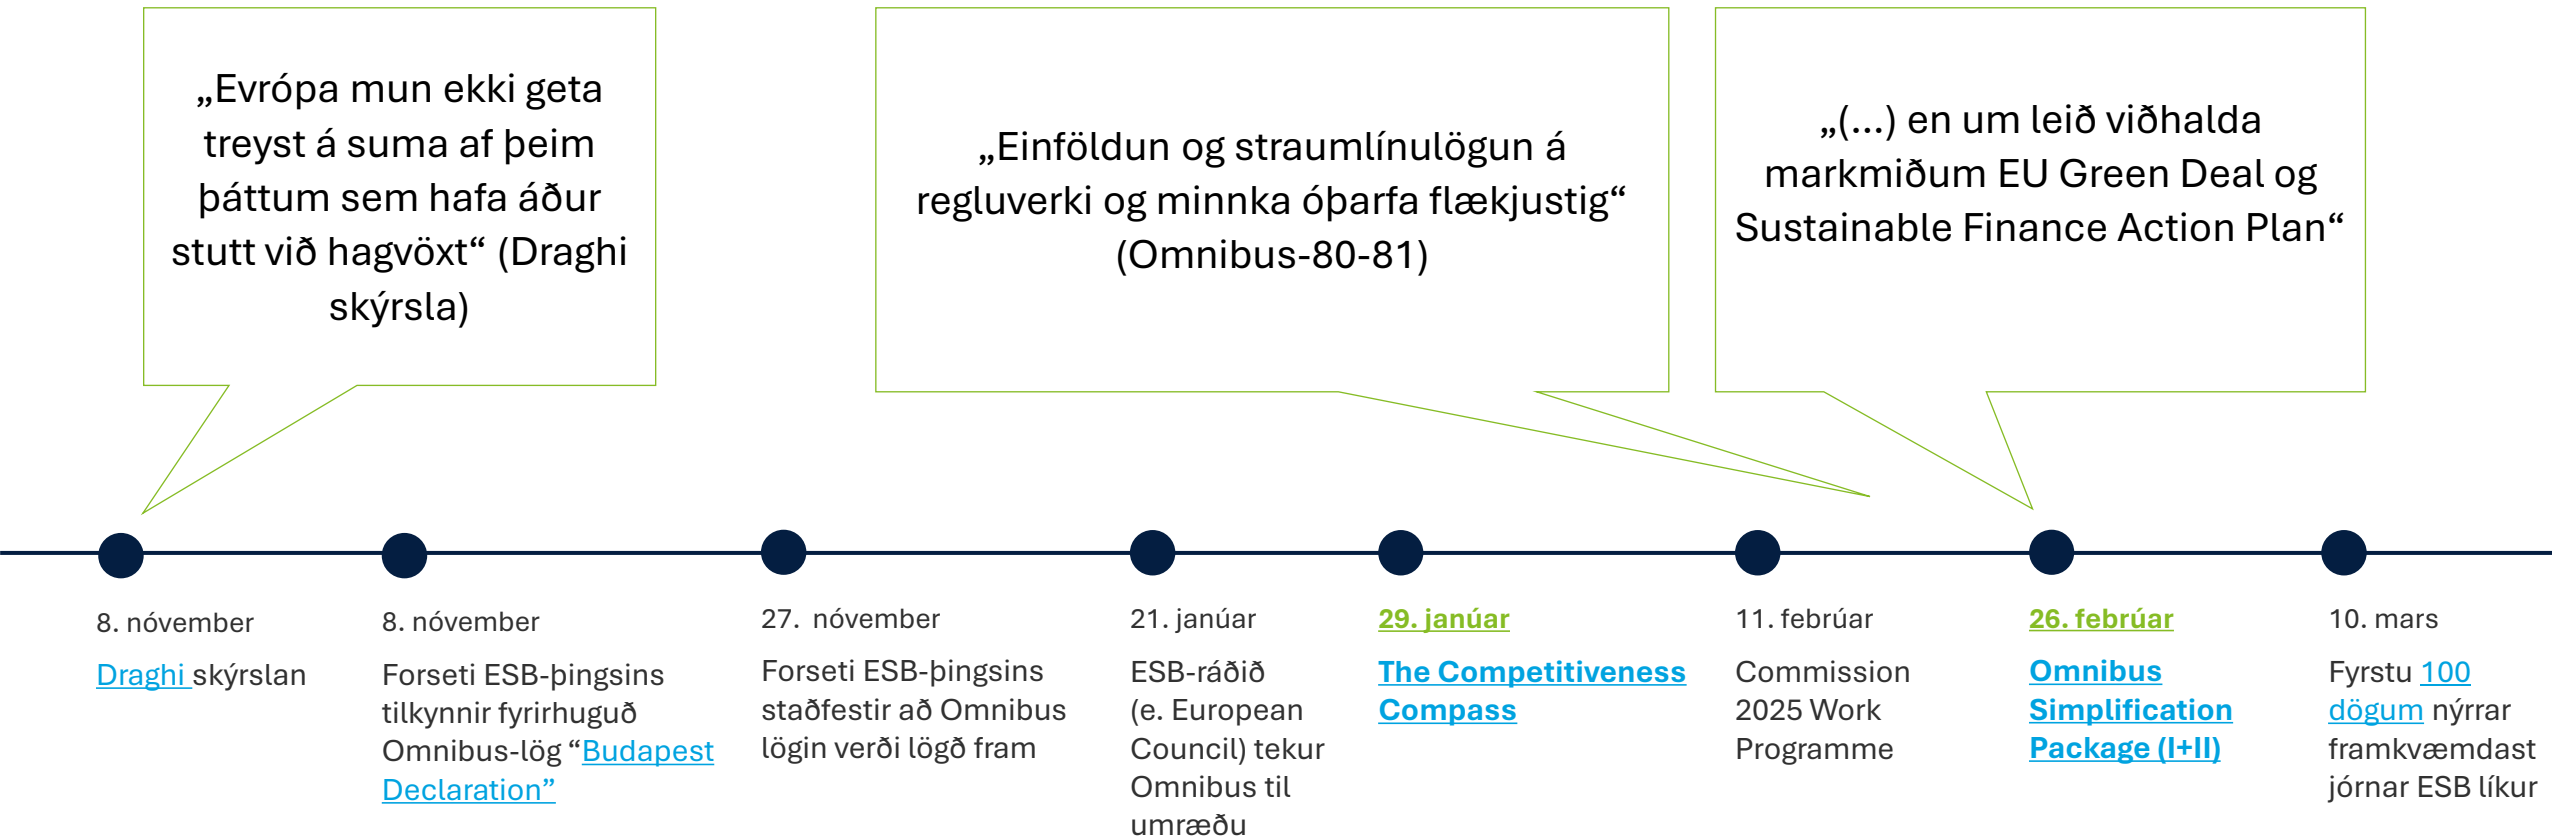 „Evrópa mun ekki geta
treyst á suma af þeim
þáttum sem hafa áður
stutt við hagvöxt“ (Draghi
skýrsla)
„Einföldun og straumlínulögun á
regluverki og minnka óþarfa flækjustig“
(Omnibus-80-81)
„(...) en um leið viðhalda
markmiðum EU Green Deal og
Sustainable Finance Action Plan“
8. nóvember
Draghi skýrslan
8. nóvember
Forseti ESB-þingsins
tilkynnir fyrirhuguð
Omnibus-lög “Budapest
Declaration”
27. nóvember
Forseti ESB-þingsins
staðfestir að Omnibus
lögin verði lögð fram
21. janúar
ESB-ráðið
(e. European
Council) tekur
Omnibus til
umræðu
29. janúar
The Competitiveness
Compass
11. febrúar
Commission
2025 Work
Programme
26. febrúar
Omnibus
Simplification
Package (I+II)
10. mars
Fyrstu 100
dögum nýrrar
framkvæmdast
jórnar ESB líkur